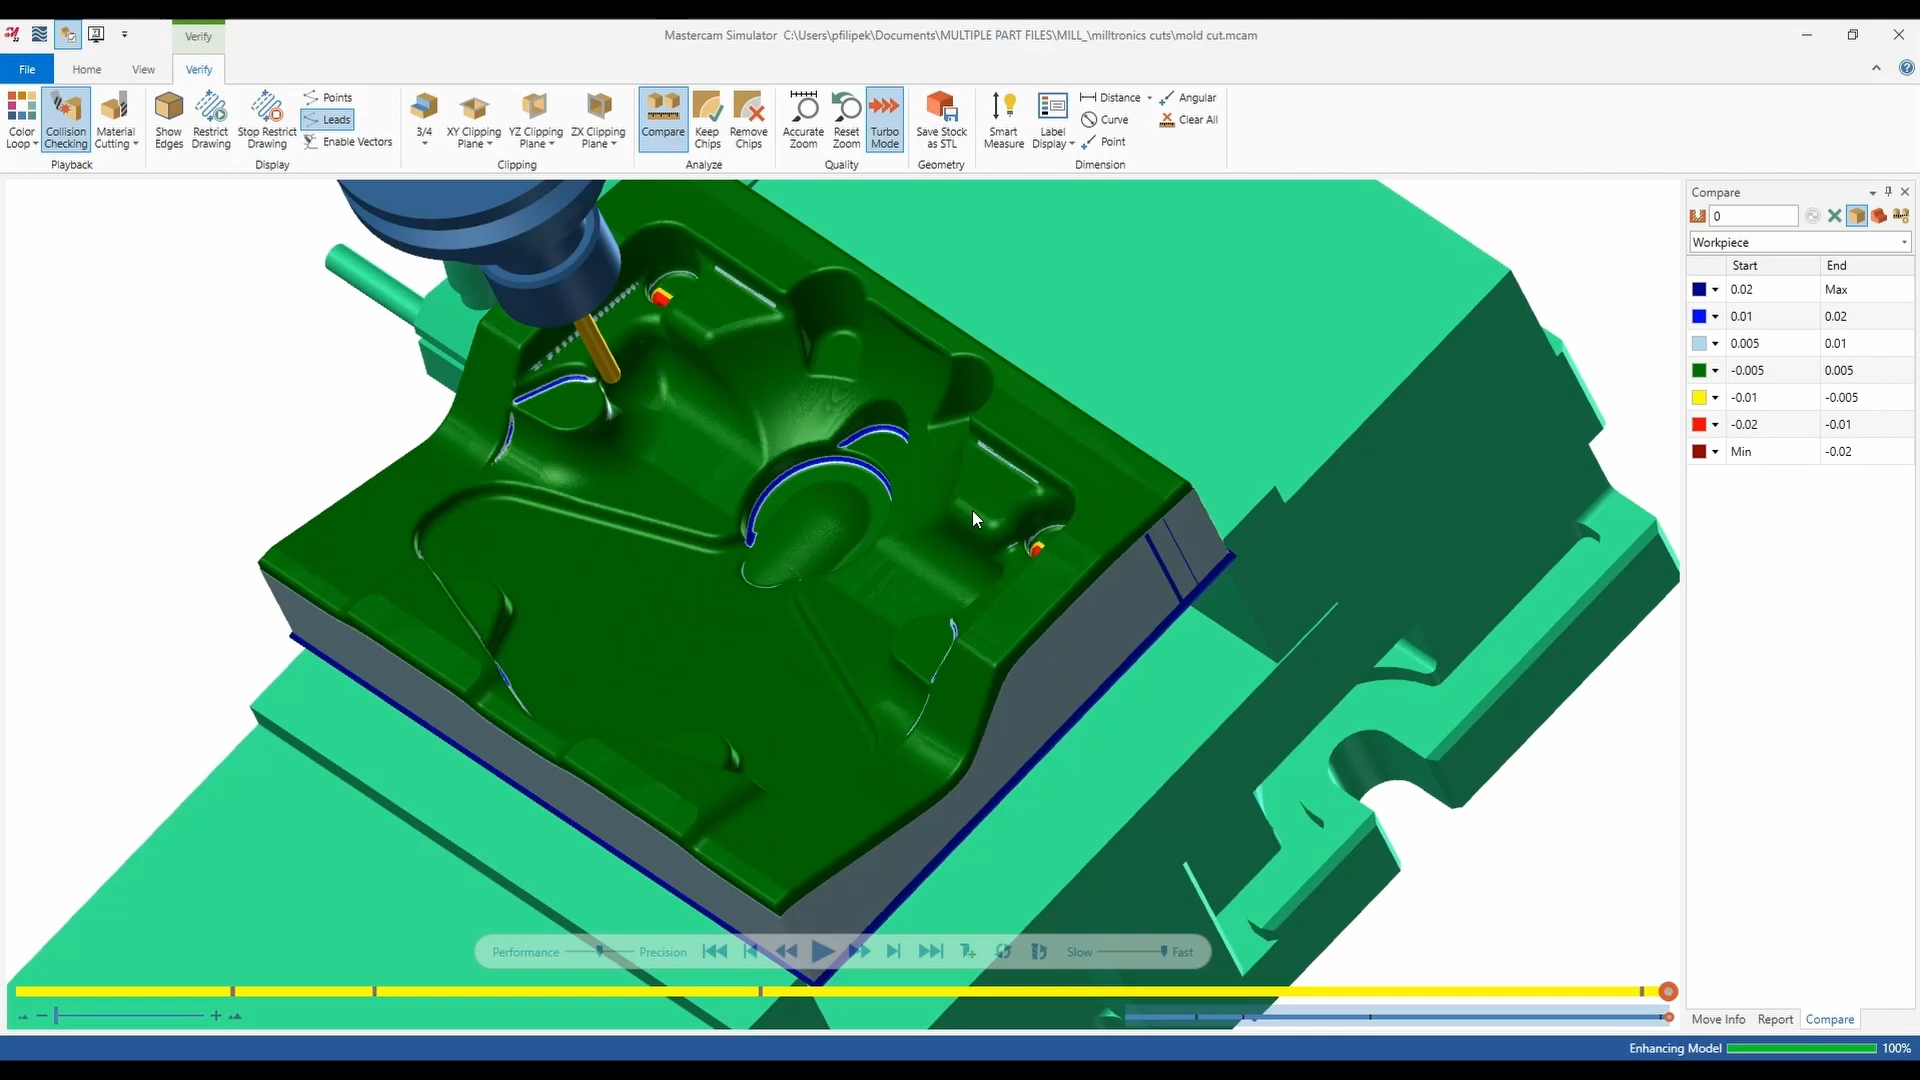 Verify
Mastercam Simulator C:\Users\pfilipek\Documents\MULTIPLE PART FILES\MILL_\milltronics cuts\mold cut.mcam
File Home View Verify
Color Loop
Collision Checking
Material Cutting
Playback
Show Edges
Restrict Drawing
Stop Restrict Drawing
Points
Leads
Enable Vectors
Display
3/4
XY Clipping Plane
YZ Clipping Plane
ZX Clipping Plane
Clipping
Compare
Keep Chips
Remove Chips
Analyze
Accurate Zoom
Reset Zoom
Turbo Mode
Quality
Save Stock as STL
Geometry
Smart Measure
Label Display
Distance
Curve
Point
Angular
Clear All
Dimension
Compare
0
Workpiece
Start End
0.02 Max
0.01 0.02
0.005 0.01
-0.005 0.005
-0.01 -0.005
-0.02 -0.01
Min -0.02
Performance Precision Slow Fast
Move Info Report Compare
Enhancing Model 100%